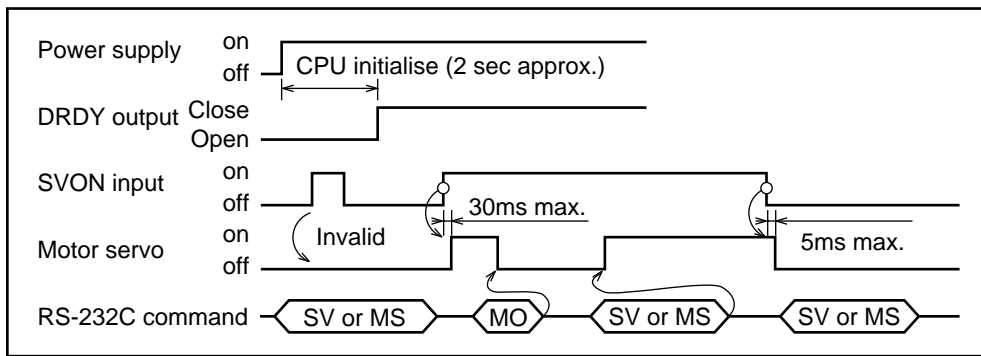 Power supply on
off
CPU initialise (2 sec approx.)
DRDY output Close
Open
SVON input on
off
30ms max.
Invalid
Motor servo on
off
5ms max.
RS-232C command SV or MS MO SV or MS SV or MS